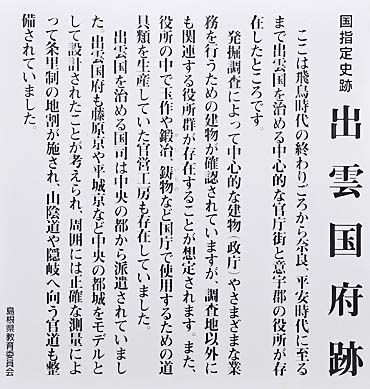 国指定史跡
出雲国府跡
ここは飛鳥時代の終わりごろから奈良、平安時代に至る
まで出雲国を治める中心的な官庁街と意宇郡の役所が存
在したところです。
発掘調査によって中心的な建物（政庁）やさまざまな業
務を行うための建物が確認されていますが、調査地以外に
も関連する役所群が存在することが想定されます。また、
役所の中で玉作や鍛冶、鋳物など国庁で使用するための道
具類を生産していた官営工房も存在していました。
出雲国を治める国司は中央の都から派遣されていまし
た。出雲国府も藤原京や平城京など中央の都城をモデルと
して設計されたことが考えられ、周囲には正確な測量によ
って条里制の地割が施され、山陰道や隠岐へ向う官道も整
備されていました。
島根県教育委員会